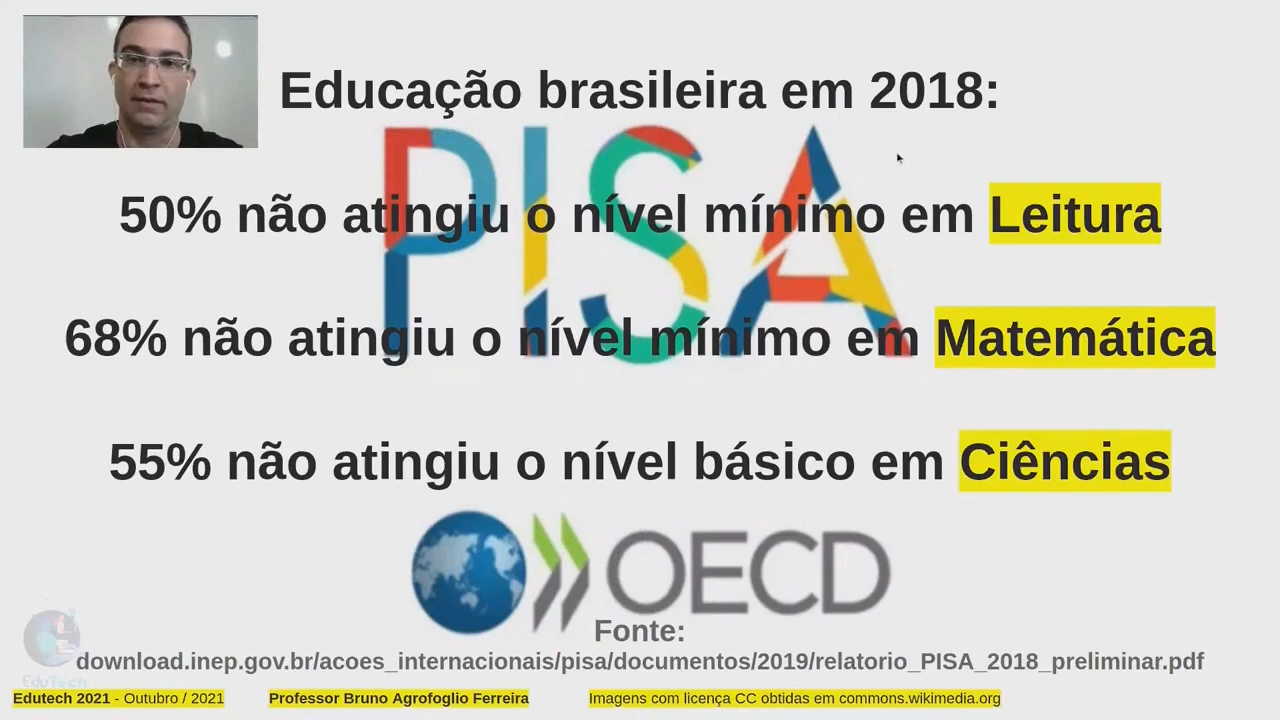 Educação brasileira em 2018:
PISA
50% não atingiu o nível mínimo em Leitura
68% não atingiu o nível mínimo em Matemática
55% não atingiu o nível básico em Ciências
OECD
Fonte:
download.inep.gov.br/acoes_internacionais/pisa/documentos/2019/relatorio_PISA_2018_preliminar.pdf
EduTech
Edutech 2021 - Outubro / 2021 Professor Bruno Agrofoglio Ferreira Imagens com licença CC obtidas em commons.wikimedia.org